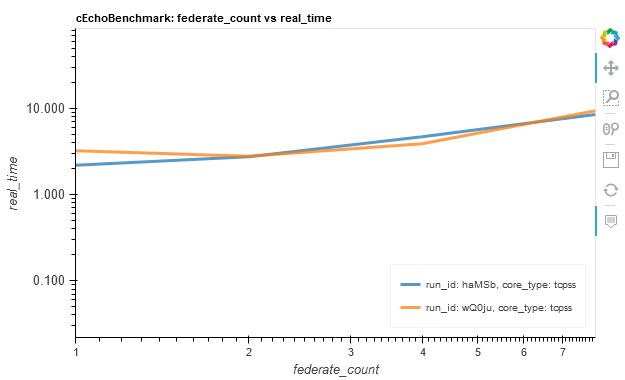 cEchoBenchmark: federate_count vs real_time
10.000
1.000
0.100
real_time
run_id: haMSb, core_type: tcpss
run_id: wQ0ju, core_type: tcpss
1 2 3 4 5 6 7
federate_count